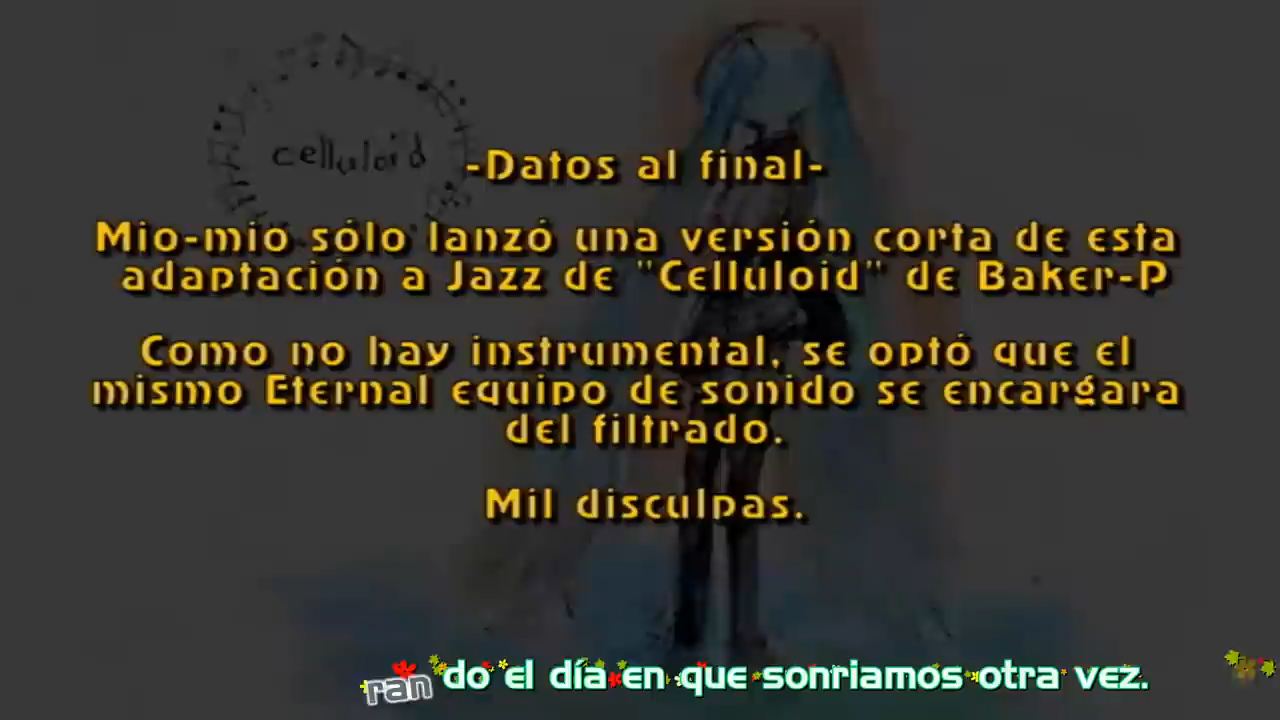 celluloid
-Datos al final-
Mio-mio sólo lanzó una versión corta de esta
adaptación a Jazz de "Celluloid" de Baker-P
Como no hay instrumental, se optó que el
mismo Eternal equipo de sonido se encargara
del filtrado.
Mil disculpas.
ran do el día en que sonriamos otra vez.